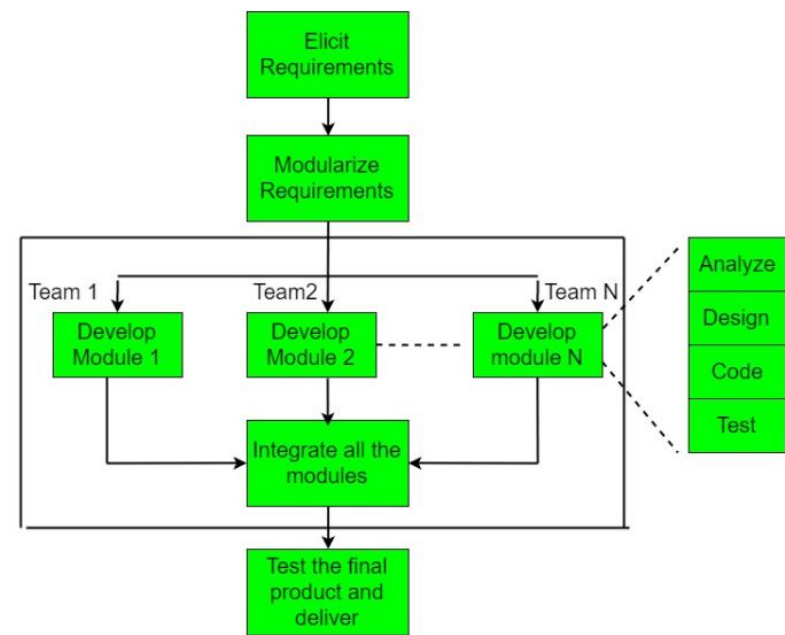 Elicit
Requirements
Modularize
Requirements
Team 1
Team2
Team N
Develop
Module 1
Develop
Module 2
Develop
module N
Analyze
Design
Code
Test
Integrate all the
modules
Test the final
product and
deliver